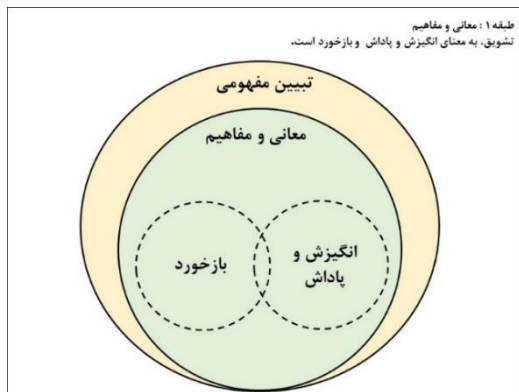 طبقه ۱ : معانی و مفاهیم
تشویق، به معنای انگیزش و پاداش و بازخورد است.
تبیین مفهومی
معانی و مفاهیم
انگیزش و
پاداش
بازخورد